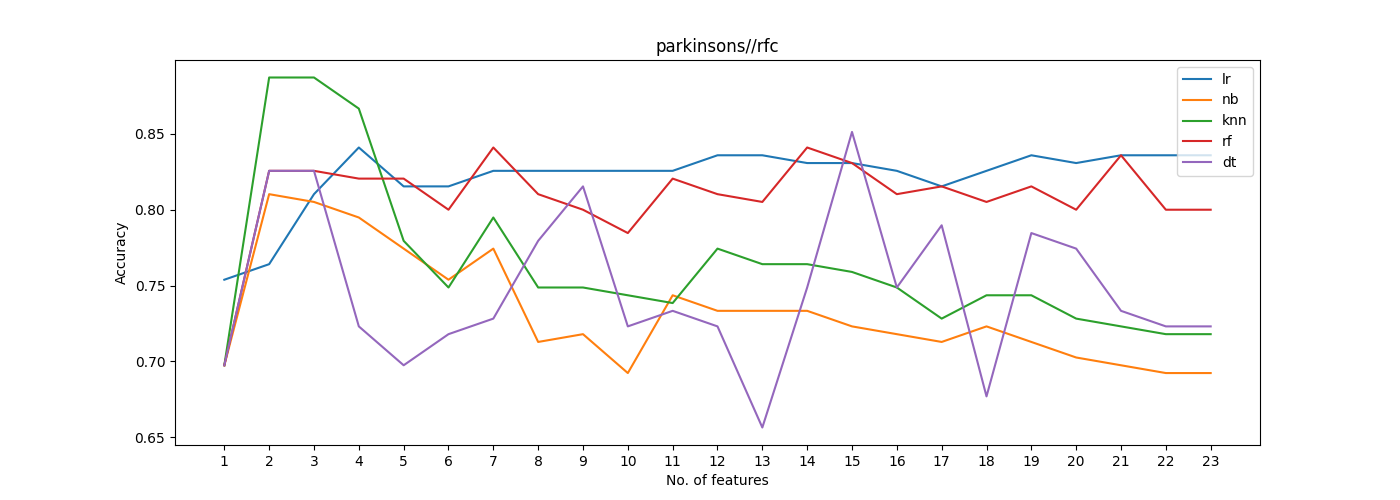 parkinsons//rfc
lr
nb
knn
rf
dt
Accuracy
0.85
0.80
0.75
0.70
0.65
1 2 3 4 5 6 7 8 9 10 11 12 13 14 15 16 17 18 19 20 21 22 23
No. of features